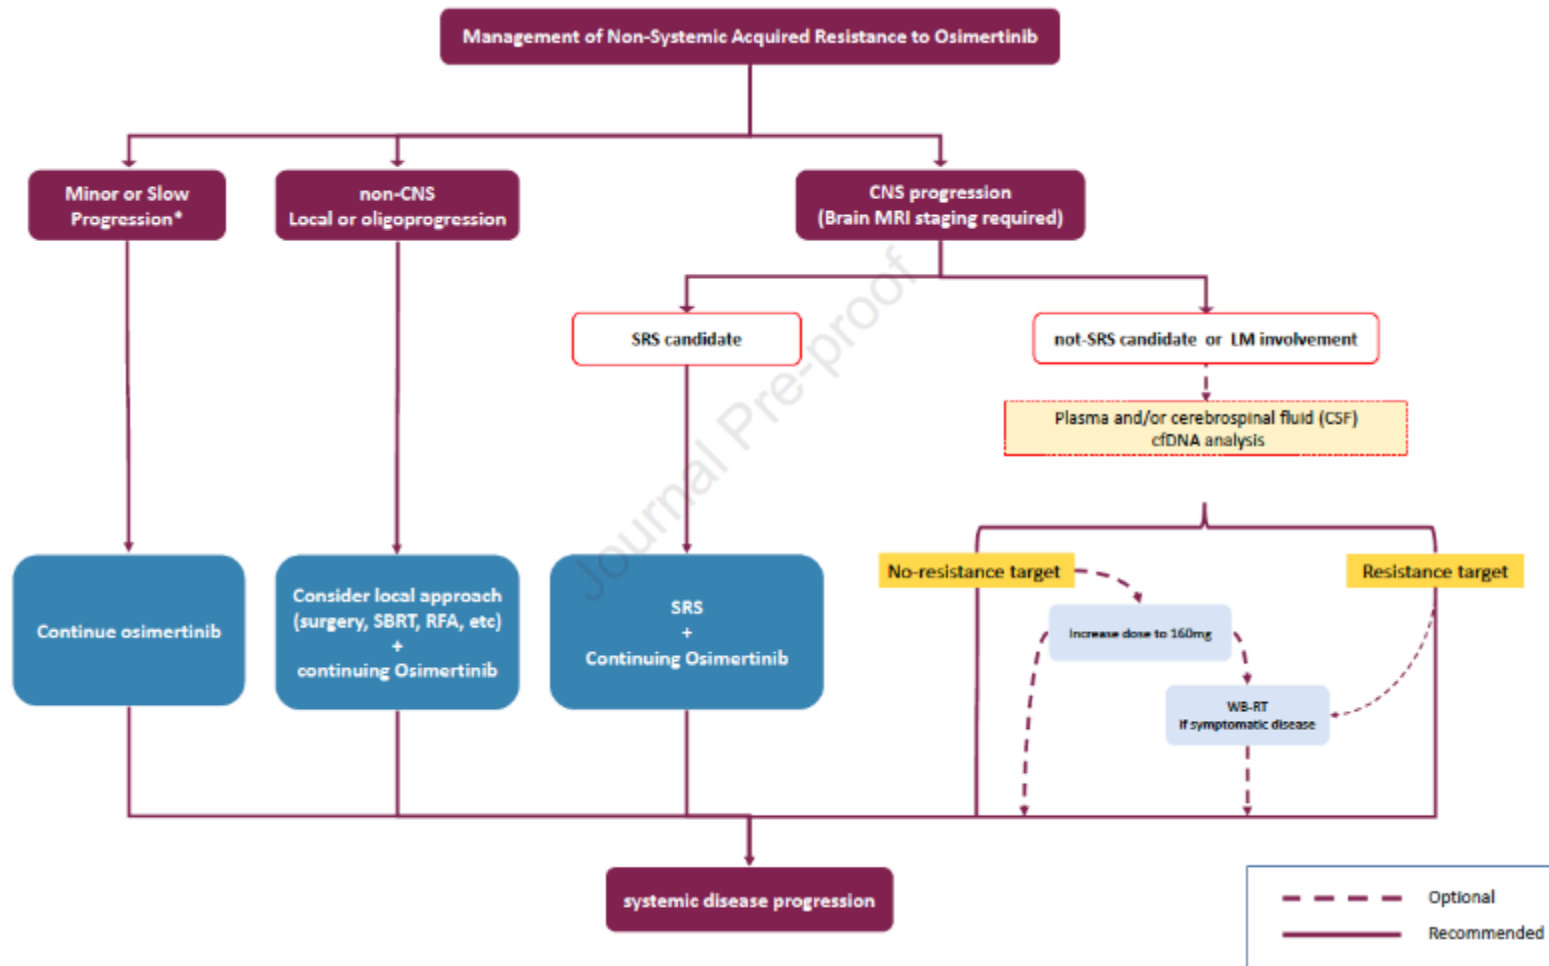 Management of Non-Systemic Acquired Resistance to Osimertinib
Minor or Slow
Progression*
non-CNS
Local or oligoprogression
CNS progression
(Brain MRI staging required)
SRS candidate
not-SRS candidate or LM involvement
Plasma and/or cerebrospinal fluid (CSF)
cfDNA analysis
No-resistance target
Resistance target
Increase dose to 160mg
WB-RT
if symptomatic disease
Continue osimertinib
Consider local approach
(surgery, SBRT, RFA, etc)
+
continuing Osimertinib
SRS
+
Continuing Osimertinib
systemic disease progression
Optional
Recommended
Journal Pre-proof